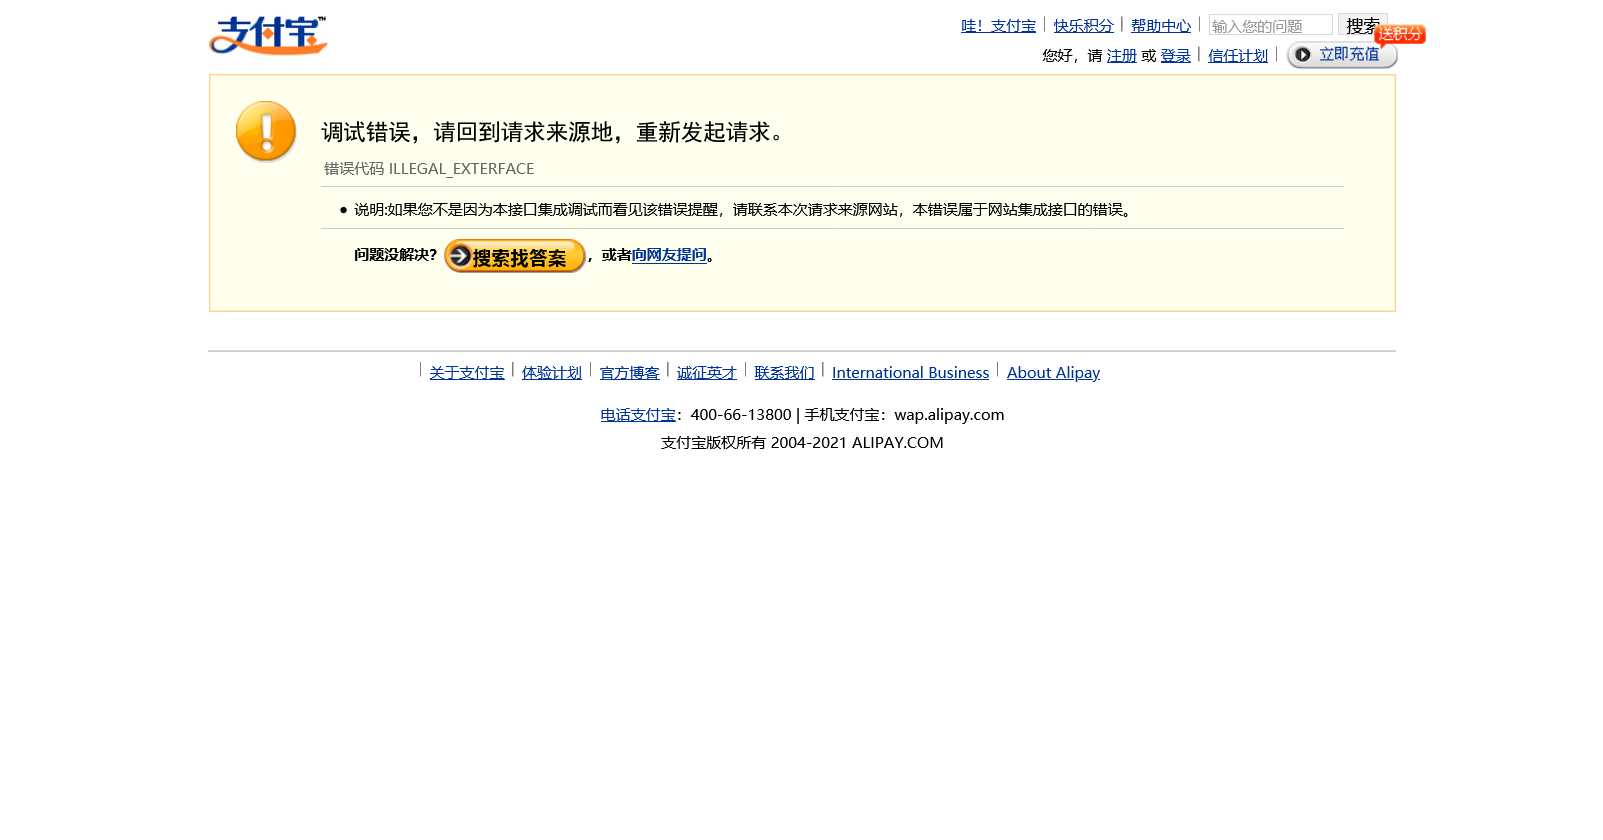 支付宝™
哇！支付宝 快乐积分 帮助中心 输入您的问题 搜索
送积分
您好，请 注册 或 登录 信任计划 立即充值
调试错误，请回到请求来源地，重新发起请求。
错误代码 ILLEGAL_EXTERFACE
● 说明:如果您不是因为本接口集成调试而看见该错误提醒，请联系本次请求来源网站，本错误属于网站集成接口的错误。
问题没解决？ 搜索找答案 ，或者向网友提问。
关于支付宝 体验计划 官方博客 诚征英才 联系我们 International Business About Alipay
电话支付宝：400-66-13800 | 手机支付宝：wap.alipay.com
支付宝版权所有 2004-2021 ALIPAY.COM